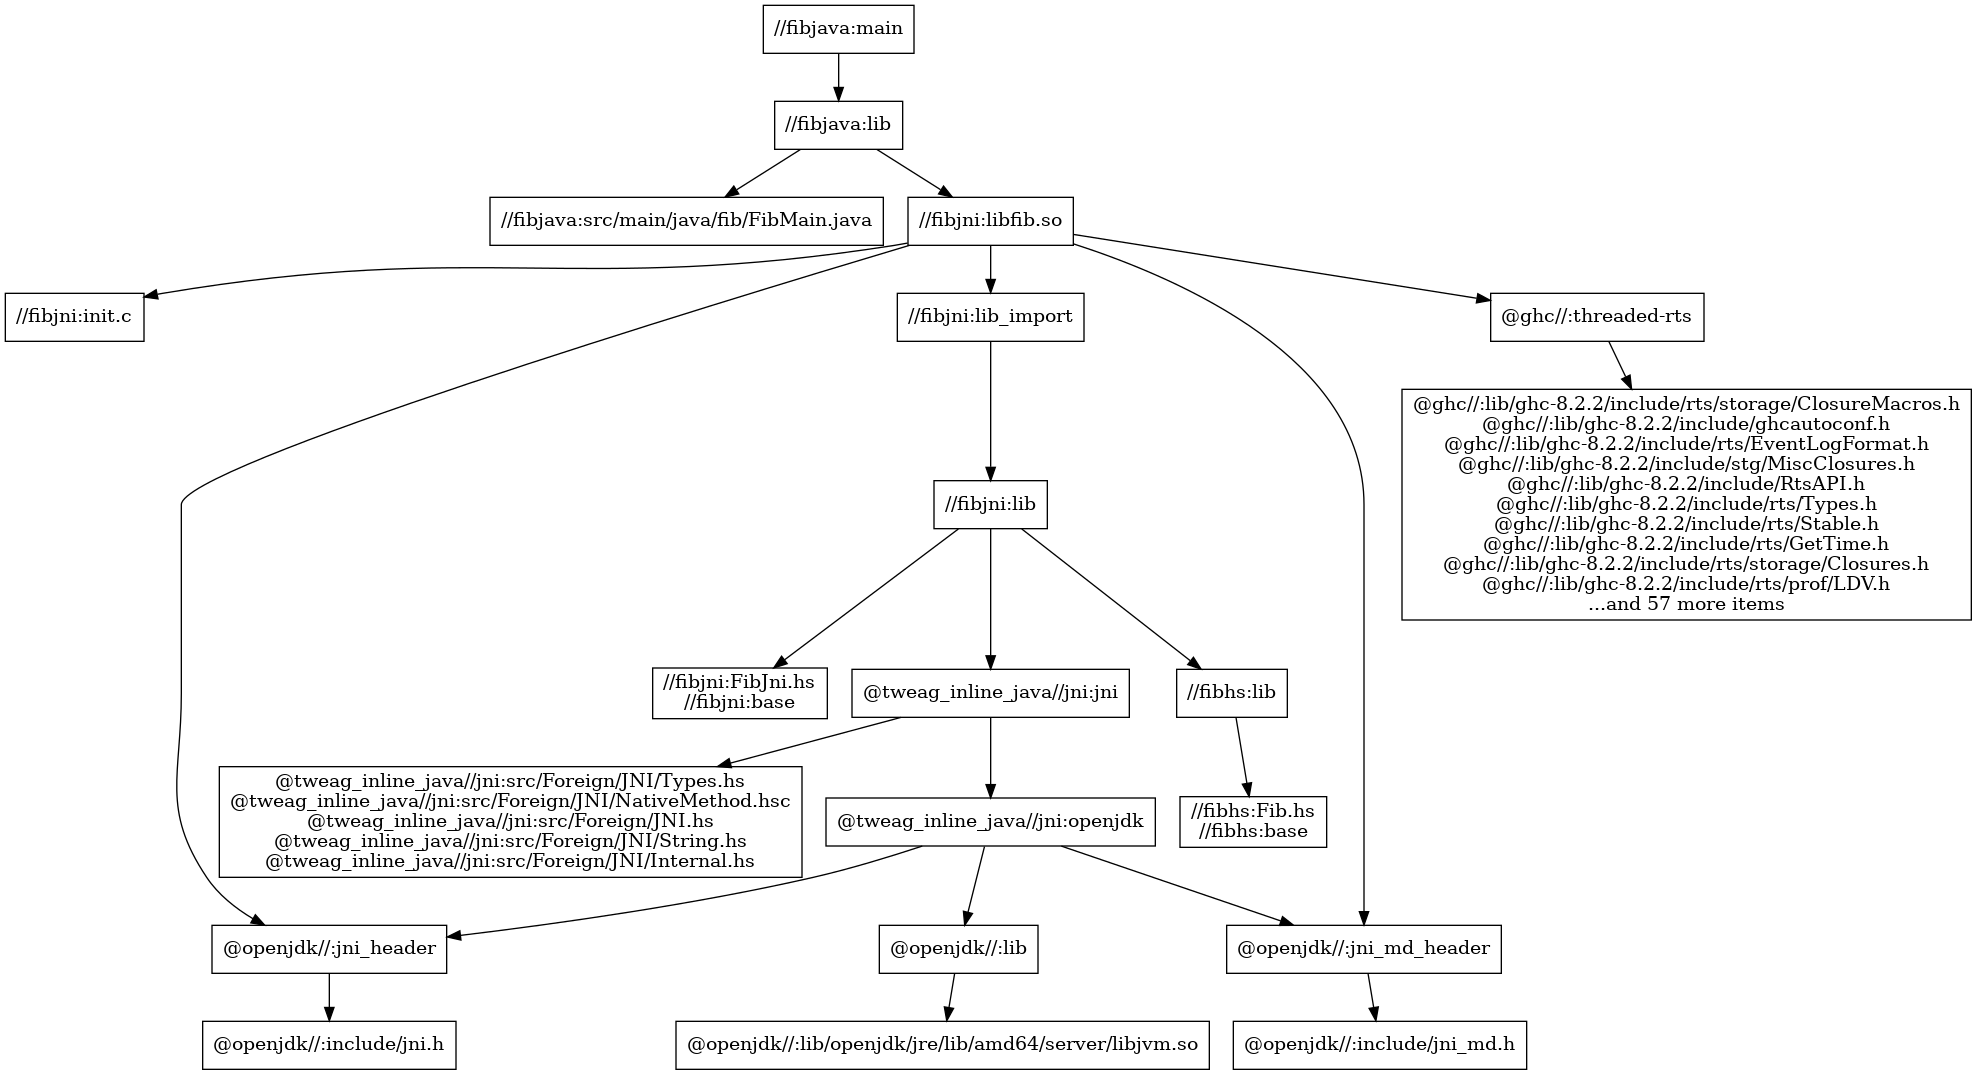 //fibjava:main
//fibjava:lib
//fibjava:src/main/java/fib/FibMain.java
//fibjni:libfib.so
//fibjni:init.c
//fibjni:lib_import
@ghc//:threaded-rts
@ghc//:lib/ghc-8.2.2/include/rts/storage/ClosureMacros.h
@ghc//:lib/ghc-8.2.2/include/ghcautoconf.h
@ghc//:lib/ghc-8.2.2/include/rts/EventLogFormat.h
@ghc//:lib/ghc-8.2.2/include/stg/MiscClosures.h
@ghc//:lib/ghc-8.2.2/include/RtsAPI.h
@ghc//:lib/ghc-8.2.2/include/rts/Types.h
@ghc//:lib/ghc-8.2.2/include/rts/Stable.h
@ghc//:lib/ghc-8.2.2/include/rts/GetTime.h
@ghc//:lib/ghc-8.2.2/include/rts/storage/Closures.h
@ghc//:lib/ghc-8.2.2/include/rts/prof/LDV.h
...and 57 more items
//fibjni:lib
//fibjni:FibJni.hs
//fibjni:base
@tweag_inline_java//jni:jni
//fibhs:lib
@tweag_inline_java//jni:src/Foreign/JNI/Types.hs
@tweag_inline_java//jni:src/Foreign/JNI/NativeMethod.hsc
@tweag_inline_java//jni:src/Foreign/JNI.hs
@tweag_inline_java//jni:src/Foreign/JNI/String.hs
@tweag_inline_java//jni:src/Foreign/JNI/Internal.hs
@tweag_inline_java//jni:openjdk
//fibhs:Fib.hs
//fibhs:base
@openjdk//:jni_header
@openjdk//:lib
@openjdk//:jni_md_header
@openjdk//:include/jni.h
@openjdk//:lib/openjdk/jre/lib/amd64/server/libjvm.so
@openjdk//:include/jni_md.h